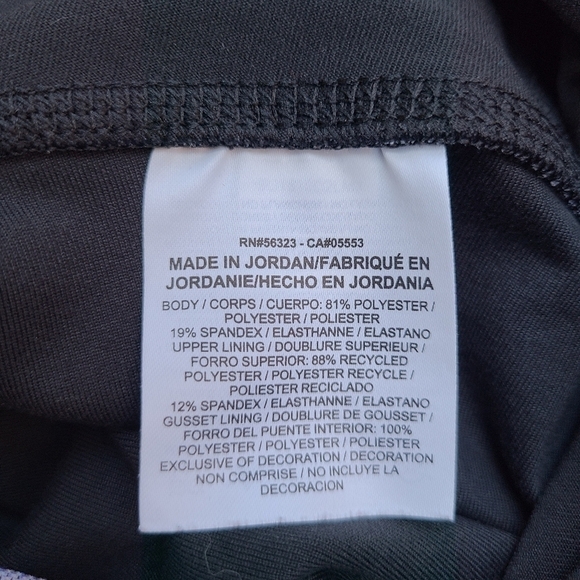 RN#56323 - CA#05553
MADE IN JORDAN/FABRIQUÉ EN
JORDANIE/HECHO EN JORDANIA
BODY / CORPS / CUERPO: 81% POLYESTER /
POLYESTER / POLIESTER
19% SPANDEX / ELASTHANNE / ELASTANO
UPPER LINING / DOUBLURE SUPERIEUR /
FORRO SUPERIOR: 88% RECYCLED
POLYESTER / POLYESTER RECYCLE /
POLIESTER RECICLADO
12% SPANDEX / ELASTHANNE / ELASTANO
GUSSET LINING / DOUBLURE DE GOUSSET /
FORRO DEL PUENTE INTERIOR: 100%
POLYESTER / POLYESTER / POLIESTER
EXCLUSIVE OF DECORATION / DECORATION
NON COMPRISE / NO INCLUYE LA
DECORACION